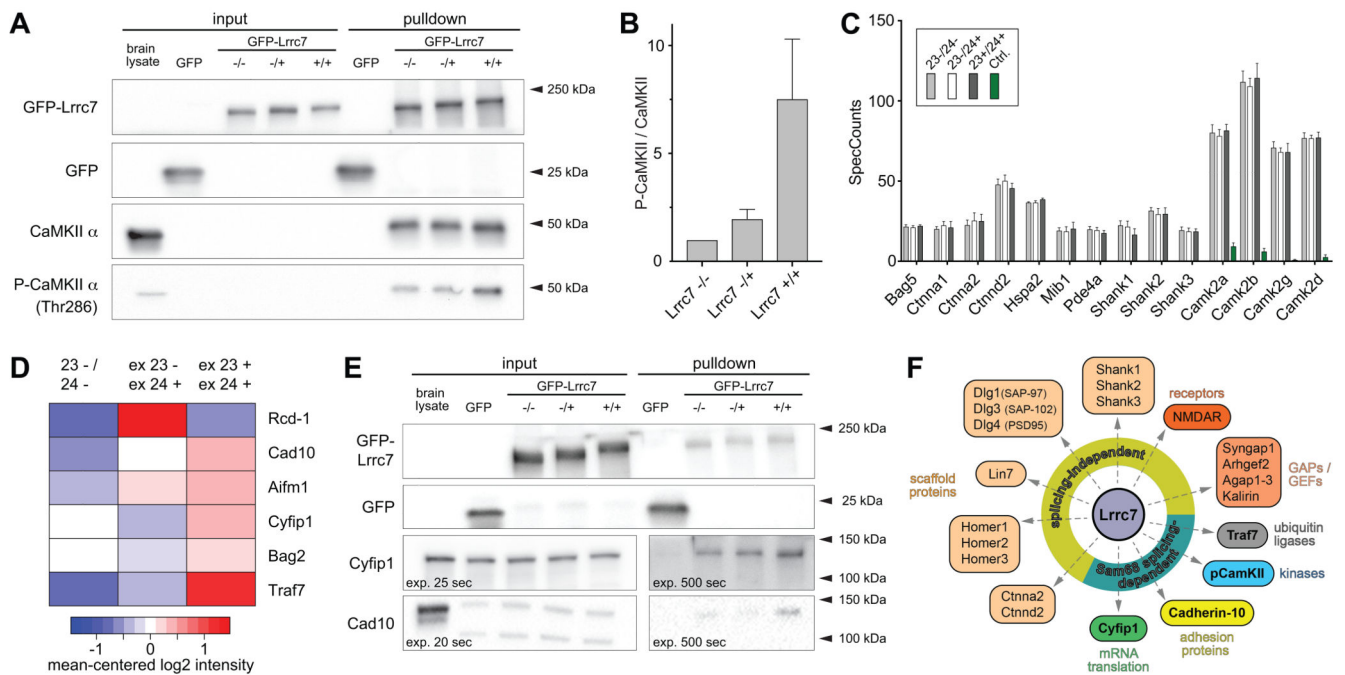 A
input
pulldown
brain
lysate
GFP
GFP-Lrrc7
-/-
-/+
+/+
GFP
GFP-Lrrc7
-/-
-/+
+/+
GFP-Lrrc7
250 kDa
GFP
25 kDa
CaMKII α
50 kDa
P-CaMKII α
(Thr286)
50 kDa
B
P-CaMKII / CaMKII
10
5
0
Lrrc7 -/-
Lrrc7 -/+
Lrrc7 +/+
C
SpecCounts
150
100
50
0
23-/24-
23-/24+
23+/24+
Ctrl.
Bag5
Ctnna1
Ctnna2
Ctnnd2
Hspa2
Mib1
Pde4a
Shank1
Shank2
Shank3
Camk2a
Camk2b
Camk2g
Camk2d
D
23 - /
24 -
ex 23 -
ex 24 +
ex 23 +
ex 24 +
Rcd-1
Cad10
Aifm1
Cyfip1
Bag2
Traf7
-1
0
1
mean-centered log2 intensity
E
input
pulldown
brain
lysate
GFP
GFP-Lrrc7
-/-
-/+
+/+
GFP
GFP-Lrrc7
-/-
-/+
+/+
GFP-
Lrrc7
250 kDa
GFP
25 kDa
Cyfip1
exp. 25 sec
exp. 500 sec
150 kDa
100 kDa
Cad10
exp. 20 sec
exp. 500 sec
150 kDa
100 kDa
F
Shank1
Shank2
Shank3
Dlg1 (SAP-97)
Dlg3 (SAP-102)
Dlg4 (PSD95)
receptors
NMDAR
Syngap1
Arhgef2
Agap1-3
Kalirin
GAPs /
GEFs
scaffold
proteins
Lin7
splicing-independent
Lrrc7
Homer1
Homer2
Homer3
Traf7
ubiquitin
ligases
Sam68 splicing-
dependent
pCamKII
kinases
Ctnna2
Ctnnd2
Cyfip1
mRNA
translation
Cadherin-10
adhesion
proteins